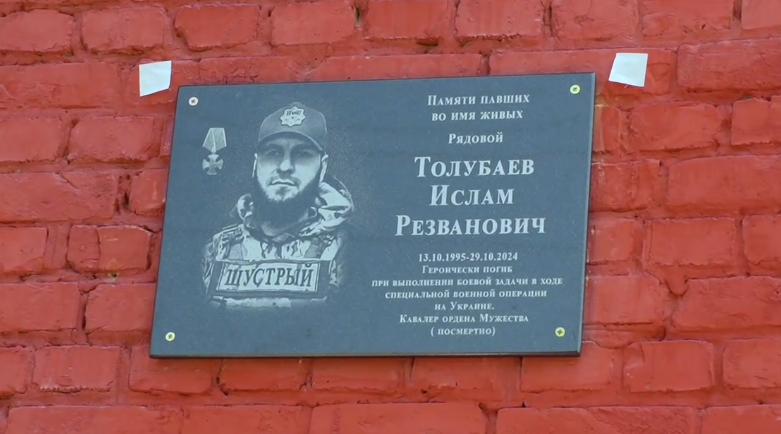 Памяти павших
во имя живых
Рядовой
Толубаев
Ислам
Резванович
13.10.1995-29.10.2024
Героически погиб
при выполнении боевой задачи в ходе
специальной военной операции
на Украине.
Кавалер ордена Мужества
( посмертно)
ЩУСТРЫЙ